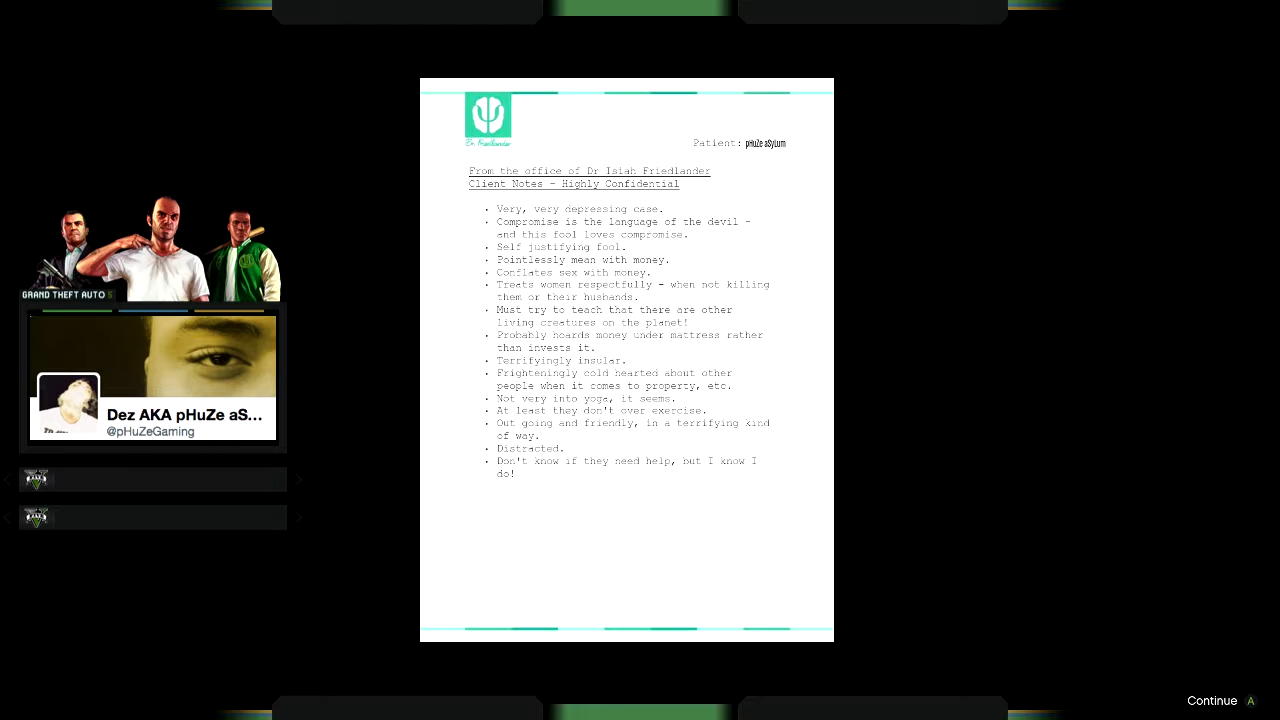 Dr. Friedlander
Patient: pHuZe aSyLum
From the office of Dr Isiah Friedlander
Client Notes - Highly Confidential
• Very, very depressing case.
• Compromise is the language of the devil -
and this fool loves compromise.
• Self justifying fool.
• Pointlessly mean with money.
• Conflates sex with money.
• Treats women respectfully - when not killing
them or their husbands.
• Must try to teach that there are other
living creatures on the planet!
• Probably hoards money under mattress rather
than invests it.
• Terrifyingly insular.
• Frighteningly cold hearted about other
people when it comes to property, etc.
• Not very into yoga, it seems.
• At least they don't over exercise.
• Out going and friendly, in a terrifying kind
of way.
• Distracted.
• Don't know if they need help, but I know I
do!
GRAND THEFT AUTO 5
Dez AKA pHuZe aS...
@pHuZeGaming
Continue A